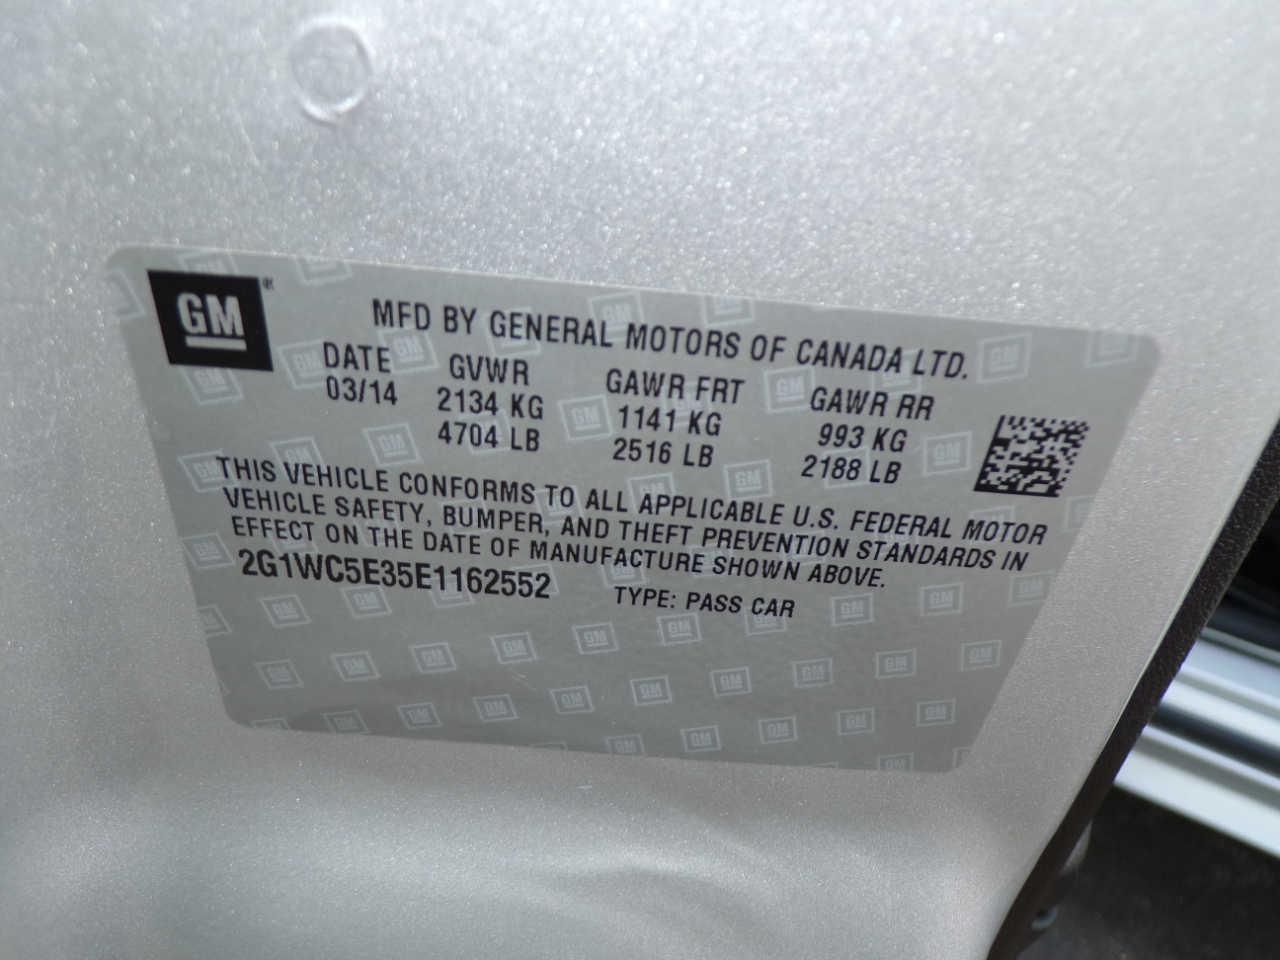 GM
MFD BY GENERAL MOTORS OF CANADA LTD.
DATE GVWR GAWR FRT GAWR RR
03/14 2134 KG 1141 KG 993 KG
4704 LB 2516 LB 2188 LB
THIS VEHICLE CONFORMS TO ALL APPLICABLE U.S. FEDERAL MOTOR
VEHICLE SAFETY, BUMPER, AND THEFT PREVENTION STANDARDS IN
EFFECT ON THE DATE OF MANUFACTURE SHOWN ABOVE.
2G1WC5E35E1162552 TYPE: PASS CAR